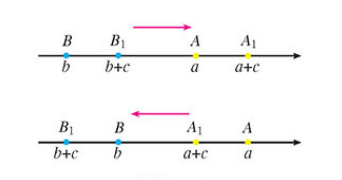 B B₁ A A₁
b b+c a a+c
B₁ B A₁ A
b+c b a+c a